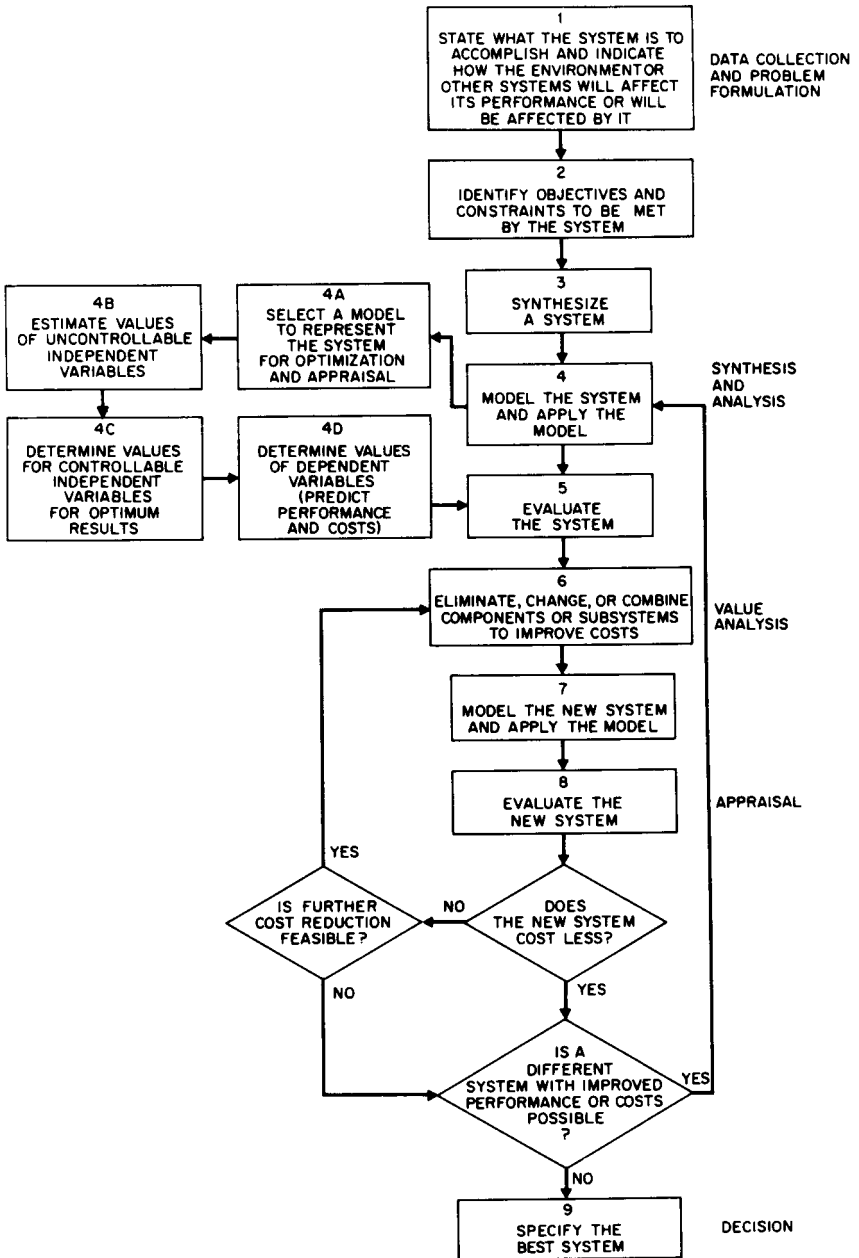 1
STATE WHAT THE SYSTEM IS TO
ACCOMPLISH AND INDICATE
HOW THE ENVIRONMENT OR
OTHER SYSTEMS WILL AFFECT
ITS PERFORMANCE OR WILL
BE AFFECTED BY IT
DATA COLLECTION
AND PROBLEM
FORMULATION
2
IDENTIFY OBJECTIVES AND
CONSTRAINTS TO BE MET
BY THE SYSTEM
3
SYNTHESIZE
A SYSTEM
4B
ESTIMATE VALUES
OF UNCONTROLLABLE
INDEPENDENT
VARIABLES
4A
SELECT A MODEL
TO REPRESENT
THE SYSTEM
FOR OPTIMIZATION
AND APPRAISAL
4
MODEL THE SYSTEM
AND APPLY THE
MODEL
SYNTHESIS
AND
ANALYSIS
4C
DETERMINE VALUES
FOR CONTROLLABLE
INDEPENDENT
VARIABLES
FOR OPTIMUM
RESULTS
4D
DETERMINE VALUES
OF DEPENDENT
VARIABLES
(PREDICT
PERFORMANCE
AND COSTS)
5
EVALUATE
THE SYSTEM
6
ELIMINATE, CHANGE, OR COMBINE
COMPONENTS OR SUBSYSTEMS
TO IMPROVE COSTS
VALUE
ANALYSIS
7
MODEL THE NEW SYSTEM
AND APPLY THE MODEL
8
EVALUATE THE
NEW SYSTEM
APPRAISAL
YES
IS FURTHER
COST REDUCTION
FEASIBLE?
NO
DOES
THE NEW SYSTEM
COST LESS?
NO
YES
IS A
DIFFERENT
SYSTEM WITH IMPROVED
PERFORMANCE OR COSTS
POSSIBLE
?
YES
NO
9
SPECIFY THE
BEST SYSTEM
DECISION